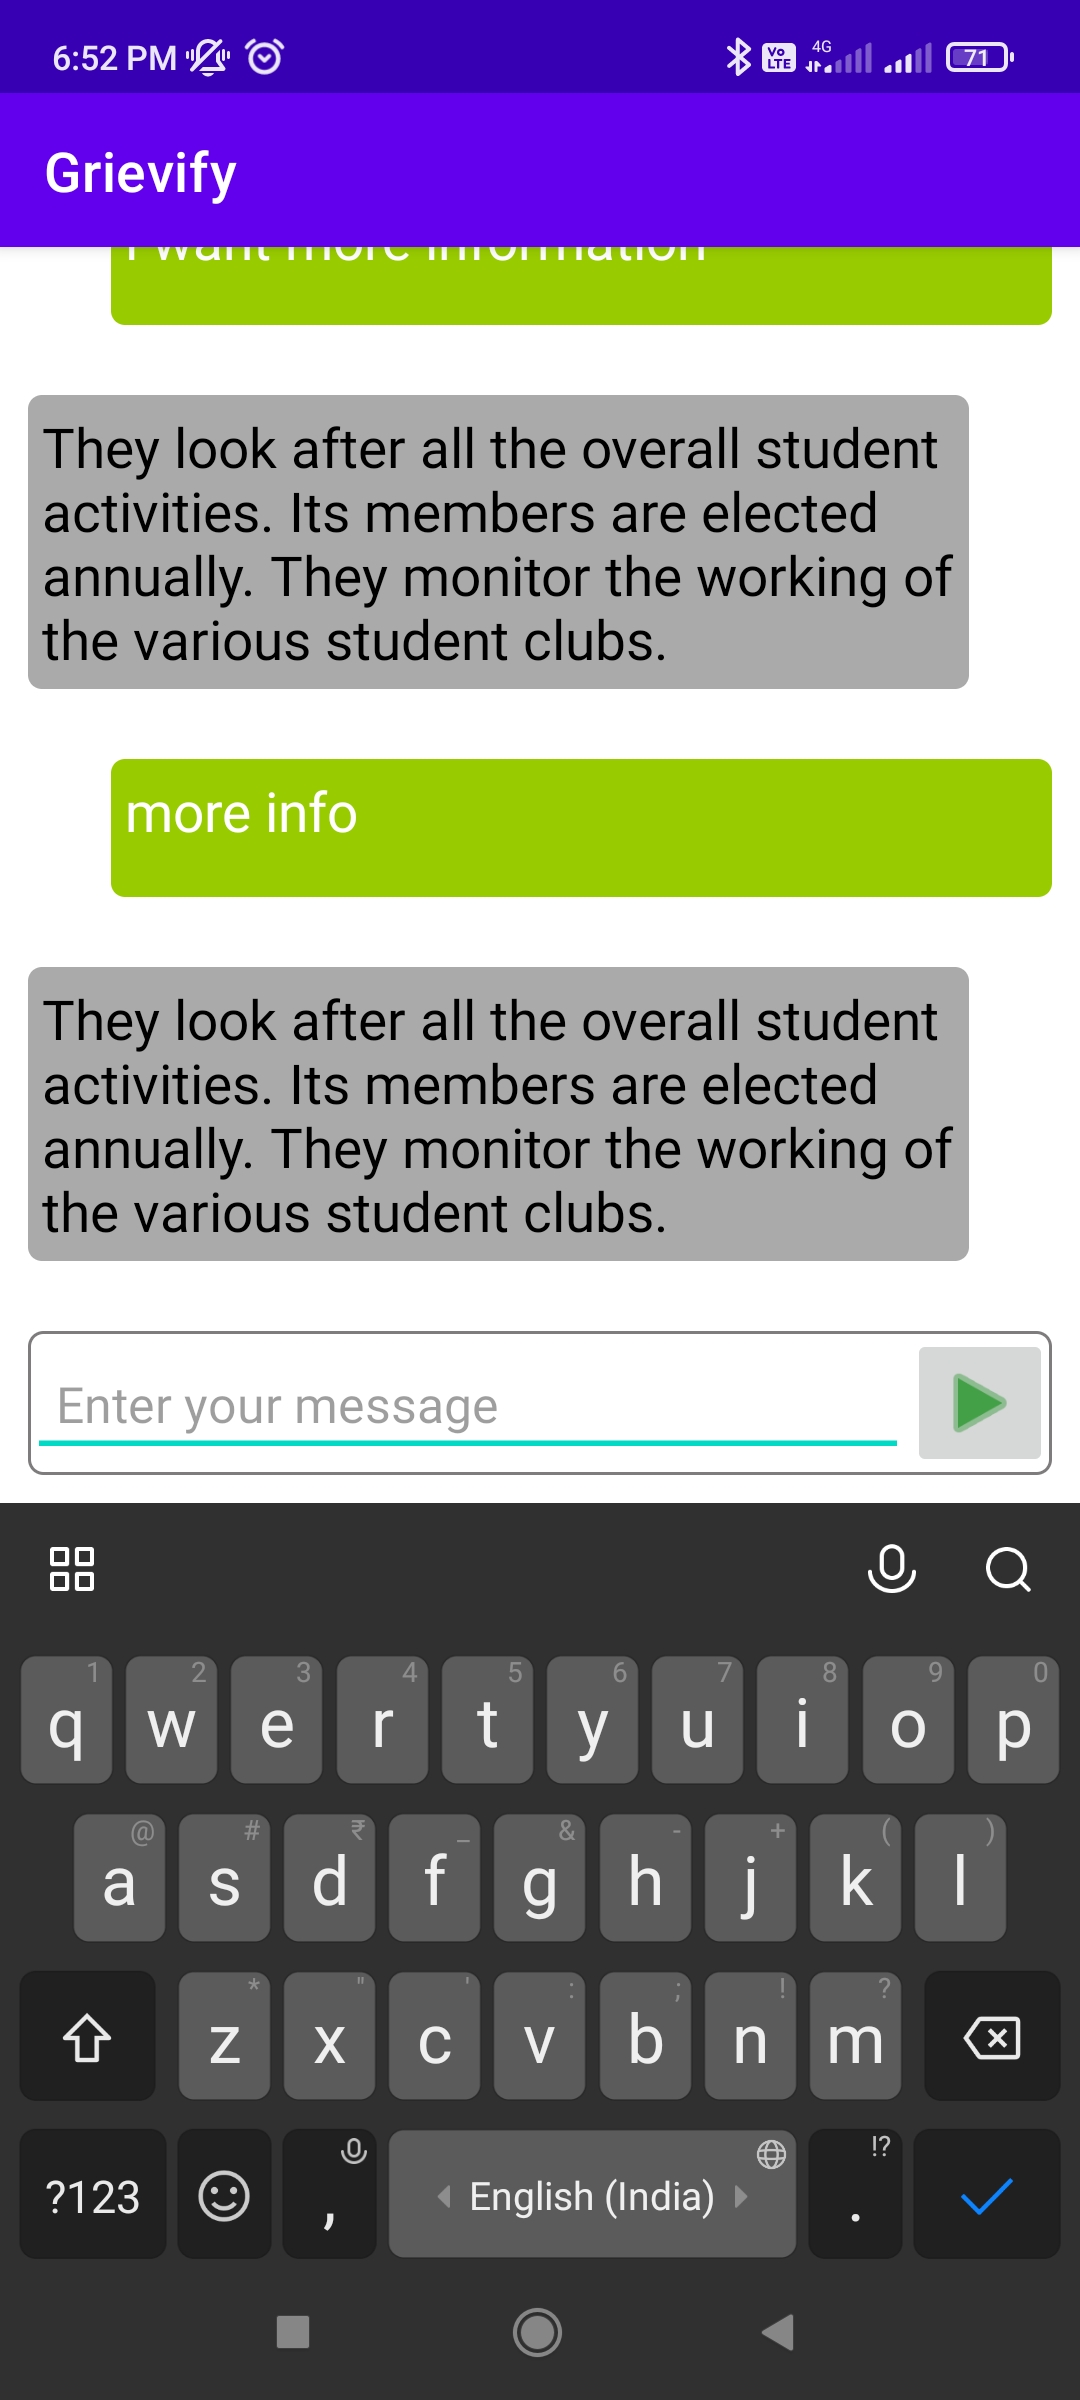 6:52 PM
Vo
LTE
4G
71
Grievify
I want more information
They look after all the overall student
activities. Its members are elected
annually. They monitor the working of
the various student clubs.
more info
They look after all the overall student
activities. Its members are elected
annually. They monitor the working of
the various student clubs.
Enter your message
1 2 3 4 5 6 7 8 9 0
q w e r t y u i o p
@ # ₹ _ & - + ( )
a s d f g h j k l
* " ' : ; ! ?
z x c v b n m
!?
?123 , English (India) .